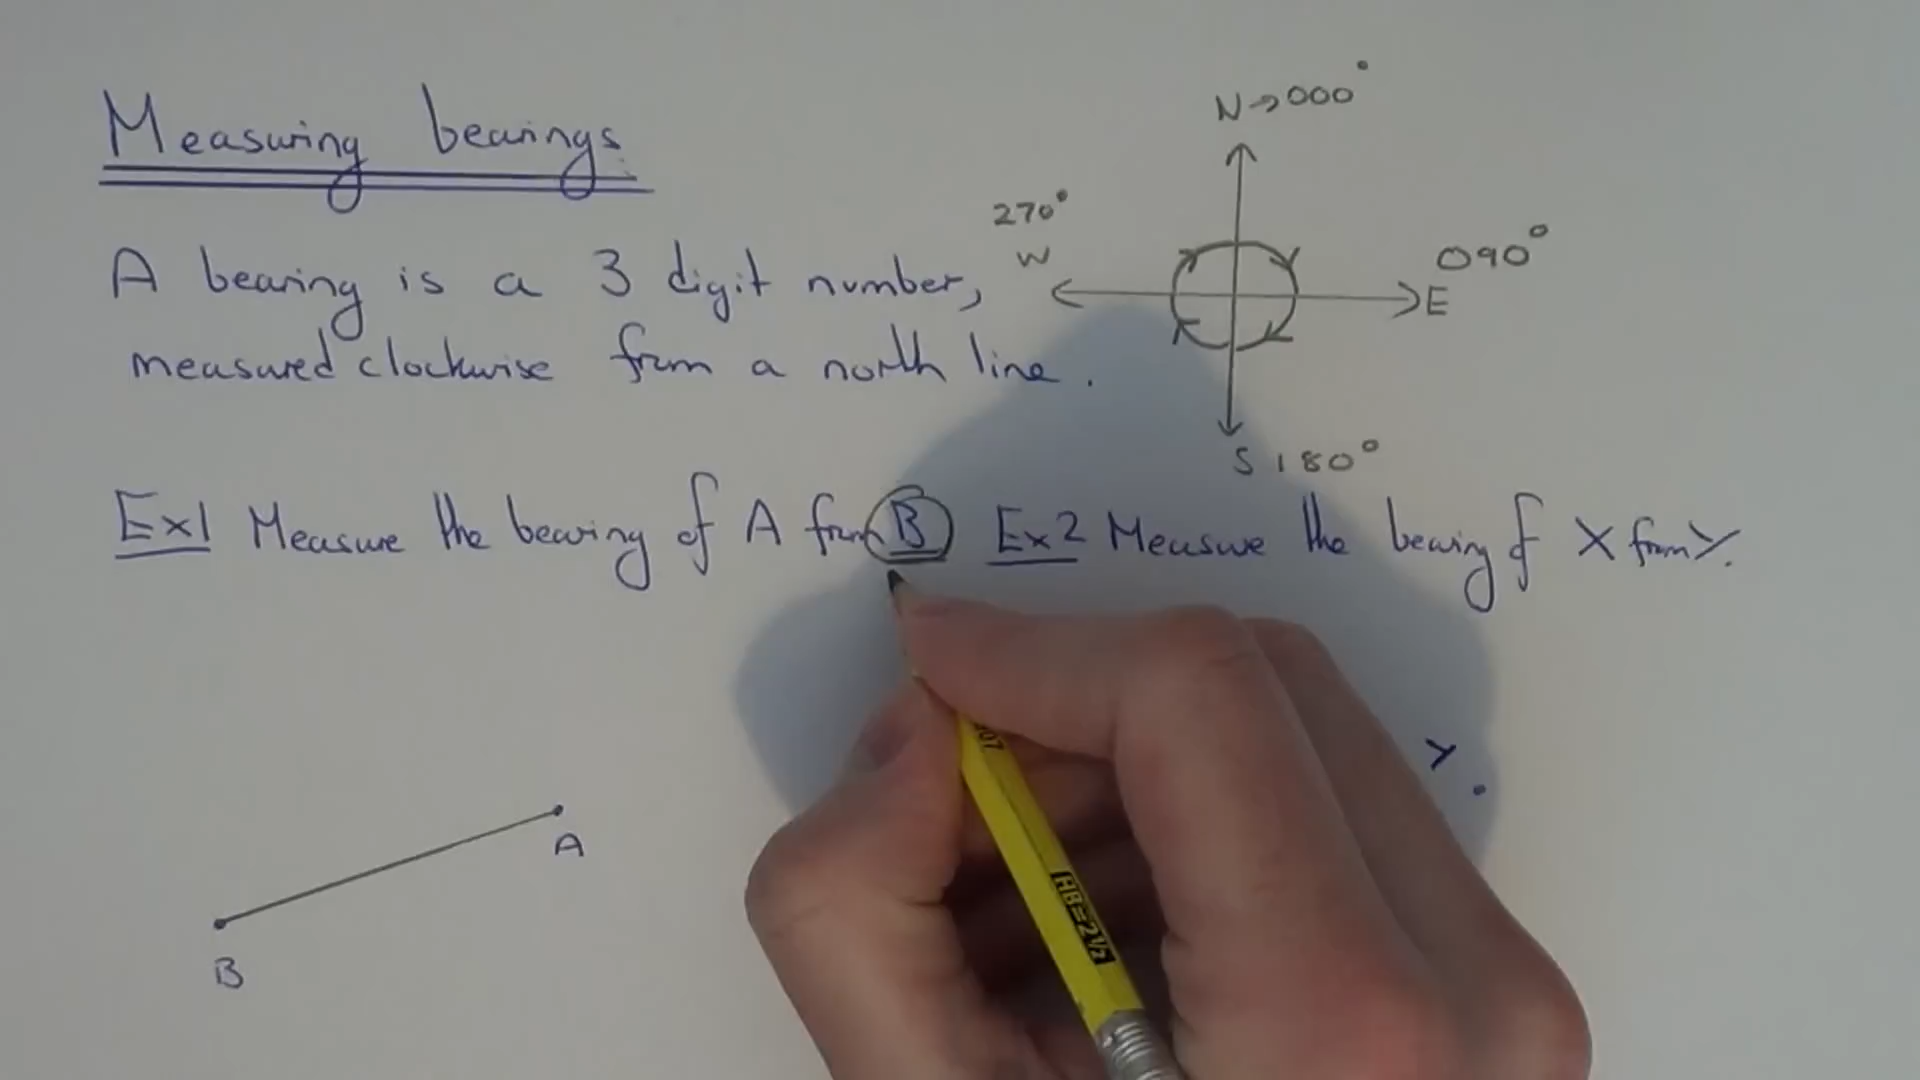 Measuring bearings.
A bearing is a 3 digit number,
measured clockwise from a north line.
N→000°
270°
W
090°
E
S 180°
Ex1 Measure the bearing of A from B
Ex2 Measure the bearing of X from Y.
A
B
Y
007
HB=2½